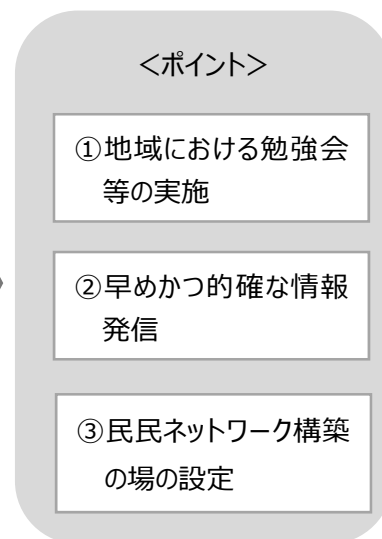 ＜ポイント＞
①地域における勉強会
等の実施
②早めかつ的確な情報
発信
③民民ネットワーク構築
の場の設定